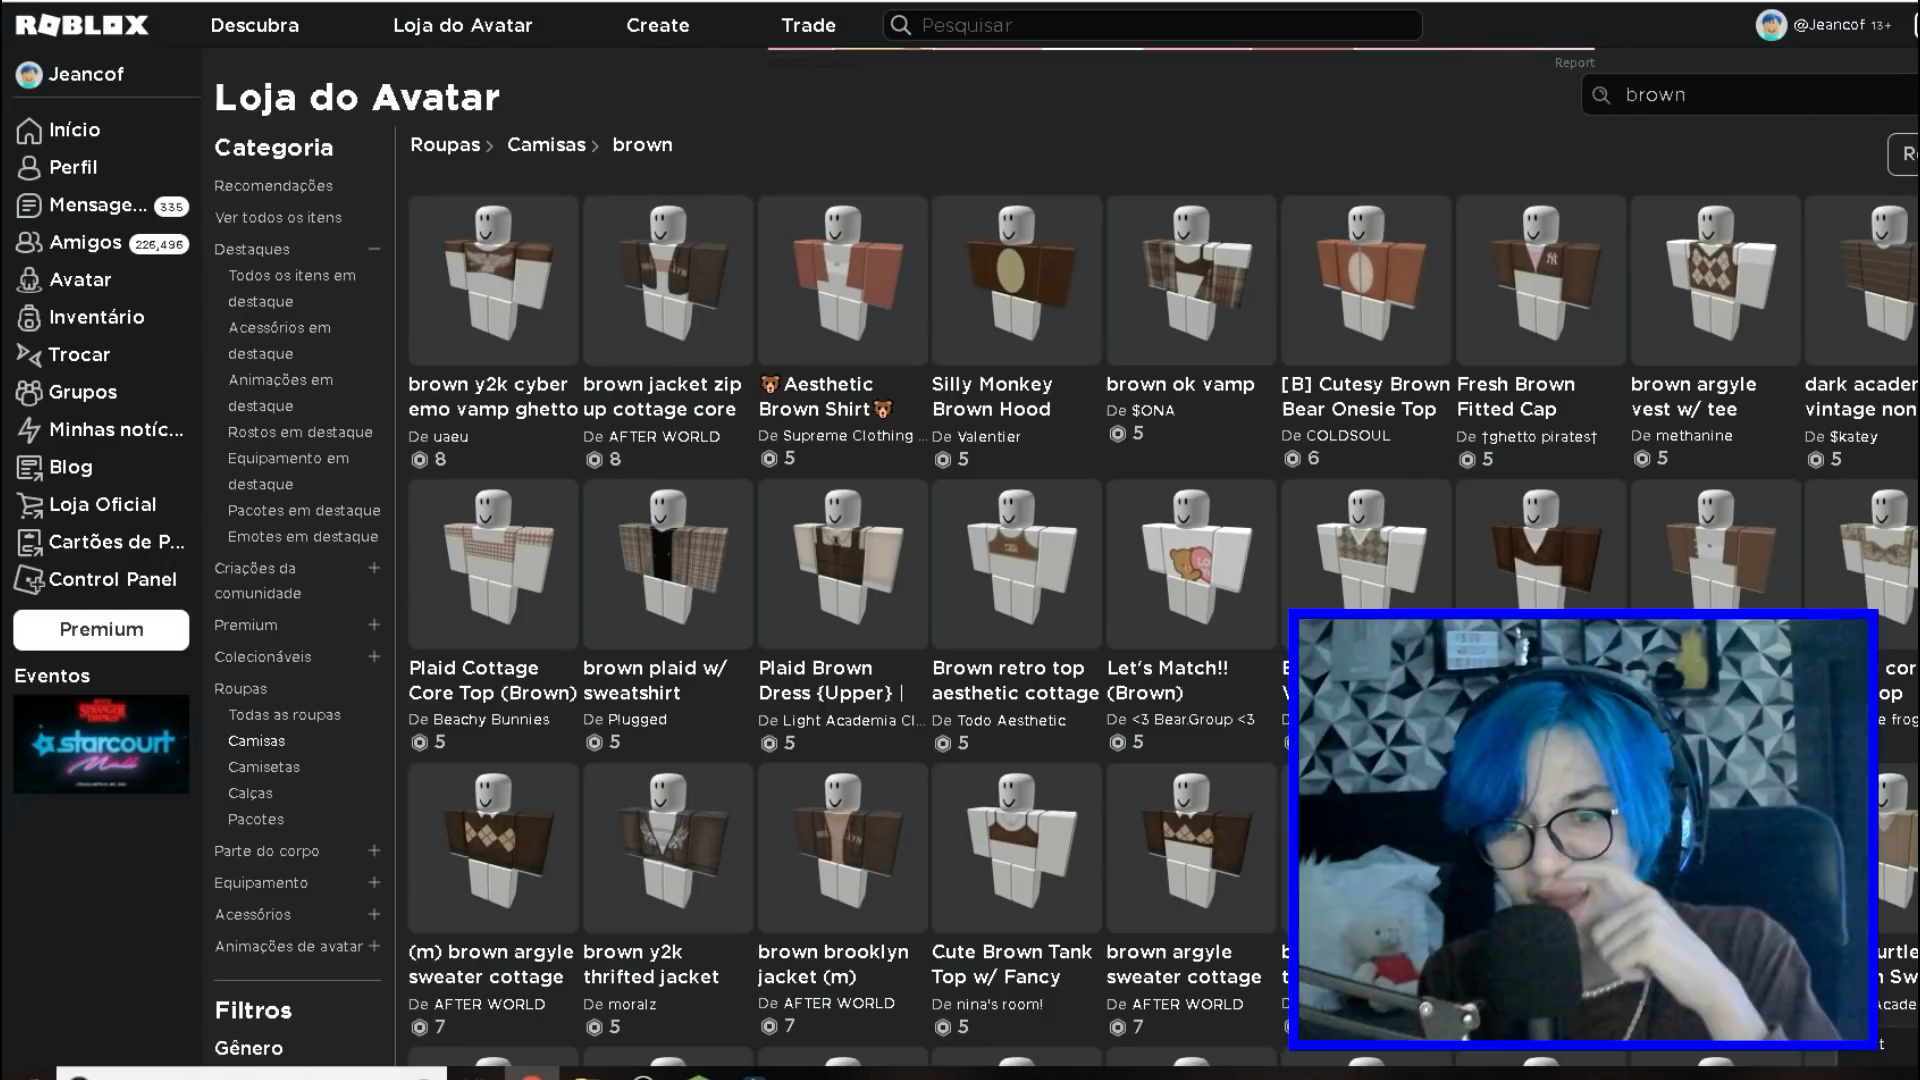 ROBLOX
Descubra
Loja do Avatar
Create
Trade
Pesquisar
@Jeancof 13+
Report
Jeancof
Início
Perfil
Mensage... 335
Amigos 226,496
Avatar
Inventário
Trocar
Grupos
Minhas notíc...
Blog
Loja Oficial
Cartões de P...
Control Panel
Premium
Eventos
STRANGER THINGS
starcourt
Mall
Loja do Avatar
brown
Categoria
Recomendações
Ver todos os itens
Destaques
Todos os itens em
destaque
Acessórios em
destaque
Animações em
destaque
Rostos em destaque
Equipamento em
destaque
Pacotes em destaque
Emotes em destaque
Criações da
comunidade
Premium
Colecionáveis
Roupas
Todas as roupas
Camisas
Camisetas
Calças
Pacotes
Parte do corpo
Equipamento
Acessórios
Animações de avatar
Filtros
Gênero
Roupas > Camisas > brown
brown y2k cyber
emo vamp ghetto
De uaeu
8
brown jacket zip
up cottage core
De AFTER WORLD
8
🐻Aesthetic
Brown Shirt🐻
De Supreme Clothing ...
5
Silly Monkey
Brown Hood
De Valentier
5
brown ok vamp
De $ONA
5
[B] Cutesy Brown
Bear Onesie Top
De COLDSOUL
6
Fresh Brown
Fitted Cap
De †ghetto pirates†
5
brown argyle
vest w/ tee
De methanine
5
dark acader
vintage non
De $katey
5
Plaid Cottage
Core Top (Brown)
De Beachy Bunnies
5
brown plaid w/
sweatshirt
De P!ugged
5
Plaid Brown
Dress {Upper} |
De Light Academia Cl...
5
Brown retro top
aesthetic cottage
De Todo Aesthetic
5
Let's Match!!
(Brown)
De <3 Bear.Group <3
5
cor
op
e frog
(m) brown argyle
sweater cottage
De AFTER WORLD
7
brown y2k
thrifted jacket
De moralz
5
brown brooklyn
jacket (m)
De AFTER WORLD
7
Cute Brown Tank
Top w/ Fancy
De nina's room!
5
brown argyle
sweater cottage
De AFTER WORLD
7
urtle
n Sw
Acade